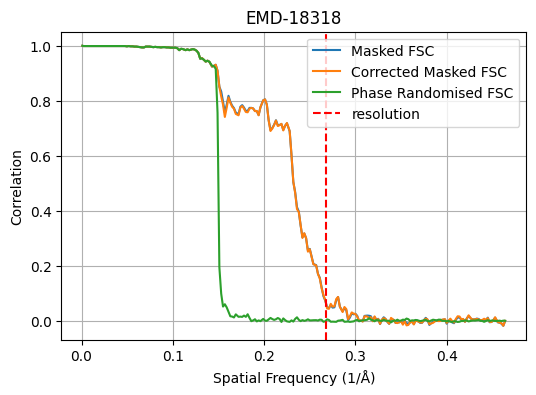 EMD-18318
Masked FSC
Corrected Masked FSC
Phase Randomised FSC
resolution
Correlation
1.0
0.8
0.6
0.4
0.2
0.0
0.0 0.1 0.2 0.3 0.4
Spatial Frequency (1/Å)